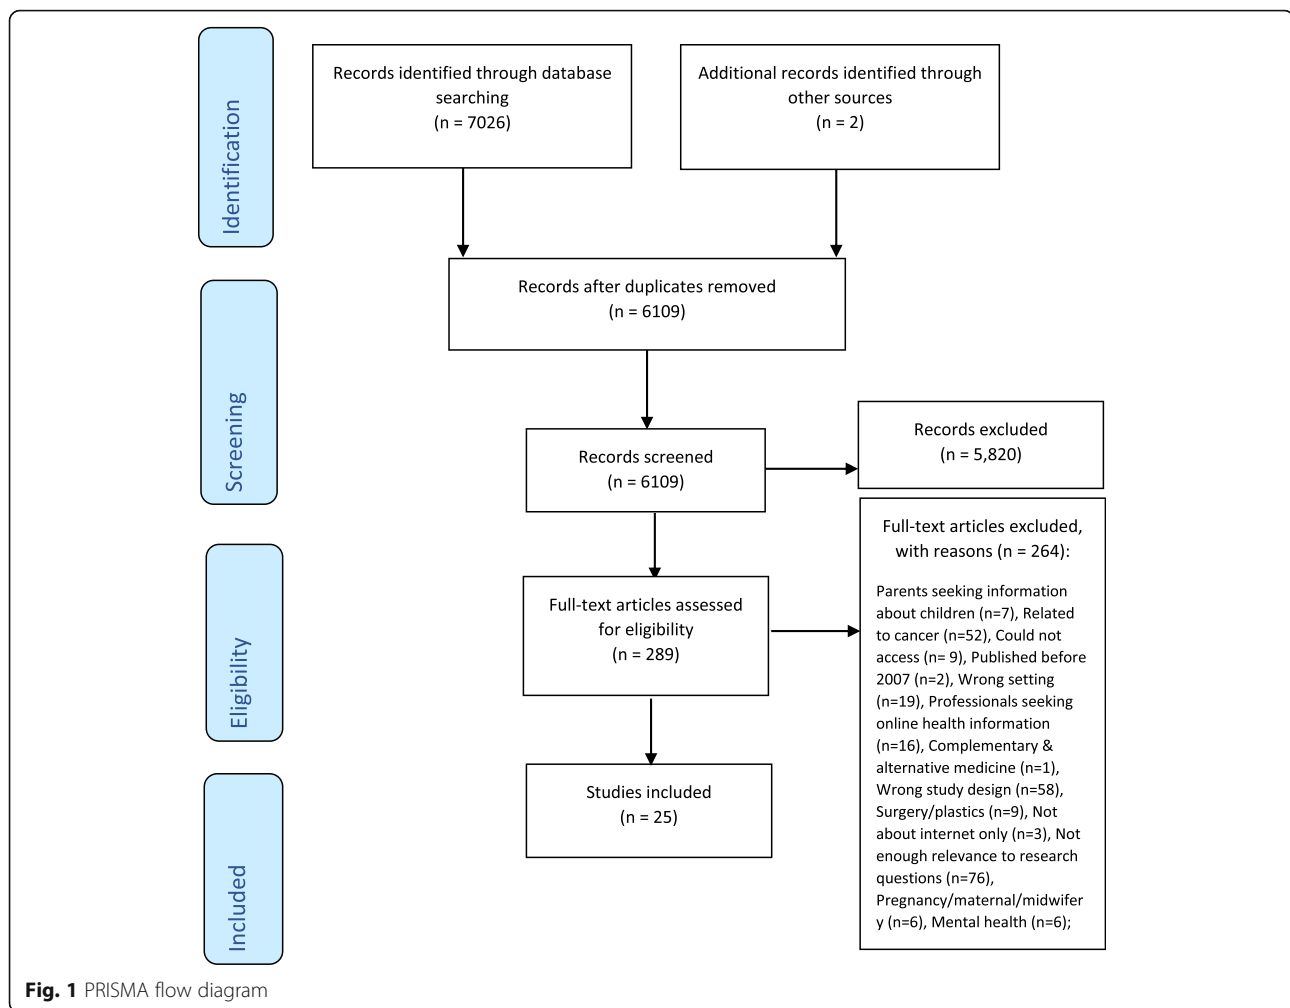 Identification
Records identified through database
searching
(n = 7026)
Additional records identified through
other sources
(n = 2)
Screening
Records after duplicates removed
(n = 6109)
Records screened
(n = 6109)
Records excluded
(n = 5,820)
Eligibility
Full-text articles assessed
for eligibility
(n = 289)
Full-text articles excluded,
with reasons (n = 264):
Parents seeking information
about children (n=7), Related
to cancer (n=52), Could not
access (n= 9), Published before
2007 (n=2), Wrong setting
(n=19), Professionals seeking
online health information
(n=16), Complementary &
alternative medicine (n=1),
Wrong study design (n=58),
Surgery/plastics (n=9), Not
about internet only (n=3), Not
enough relevance to research
questions (n=76),
Pregnancy/maternal/midwifer
y (n=6), Mental health (n=6);
Included
Studies included
(n = 25)
Fig. 1 PRISMA flow diagram